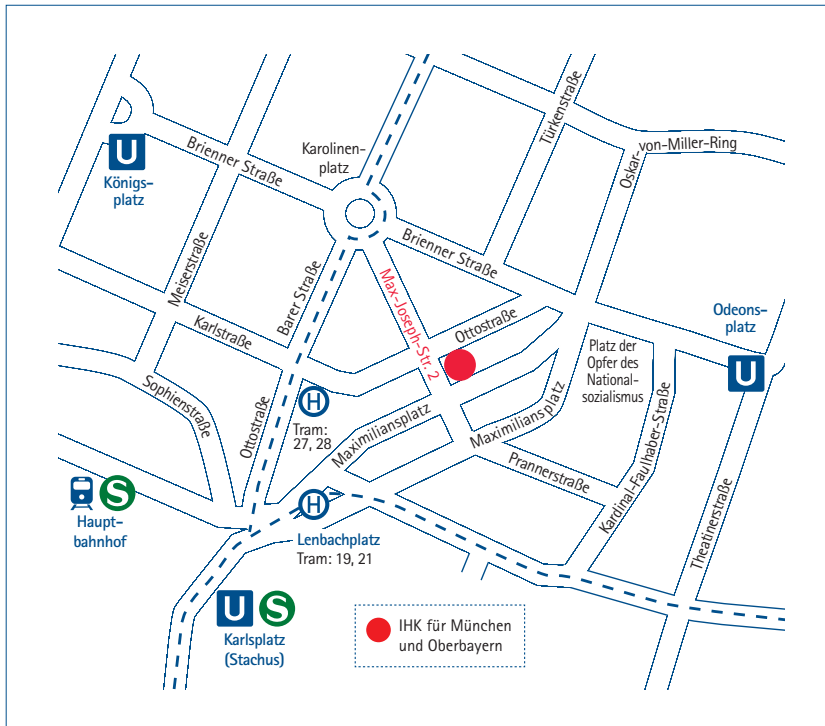 Türkenstraße
Oskar-von-Miller-Ring
Karolinen-
platz
Brienner Straße
U
Königs-
platz
Brienner Straße
Meiserstraße
Barer Straße
Max-Joseph-Str. 2
Karlstraße
Ottostraße
Odeons-
platz
U
Platz der
Opfer des
National-
sozialismus
Sophienstraße
Ottostraße
H
Tram:
27, 28
Maximiliansplatz
Maximiliansplatz
Prannerstraße
Kardinal-Faulhaber-Straße
Theatinerstraße
S
Haupt-
bahnhof
H
Lenbachplatz
Tram: 19, 21
U S
Karlsplatz
(Stachus)
IHK für München
und Oberbayern